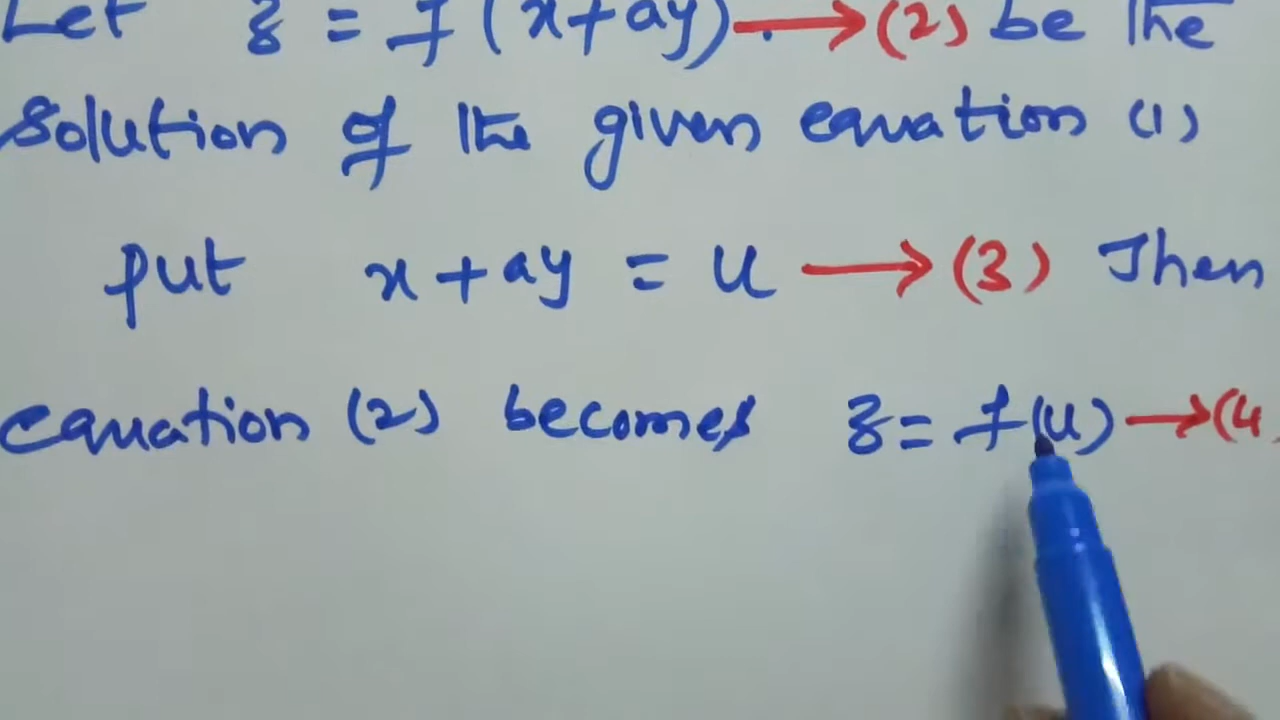 Let z = f(x+ay) → (2) be the
solution of the given equation (1)
put x+ay = u → (3) Then
equation (2) becomes z = f(u) → (4)